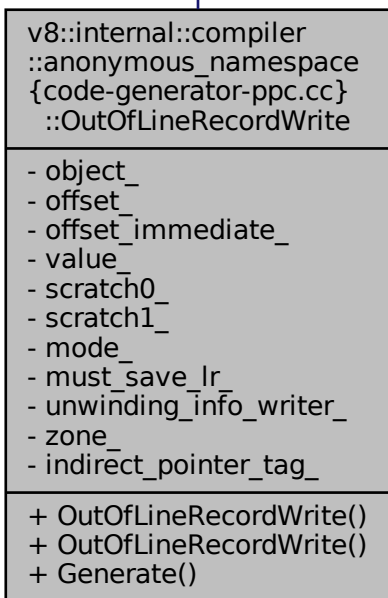 v8::internal::compiler
::anonymous_namespace
{code-generator-ppc.cc}
::OutOfLineRecordWrite
- object_
- offset_
- offset_immediate_
- value_
- scratch0_
- scratch1_
- mode_
- must_save_lr_
- unwinding_info_writer_
- zone_
- indirect_pointer_tag_
+ OutOfLineRecordWrite()
+ OutOfLineRecordWrite()
+ Generate()